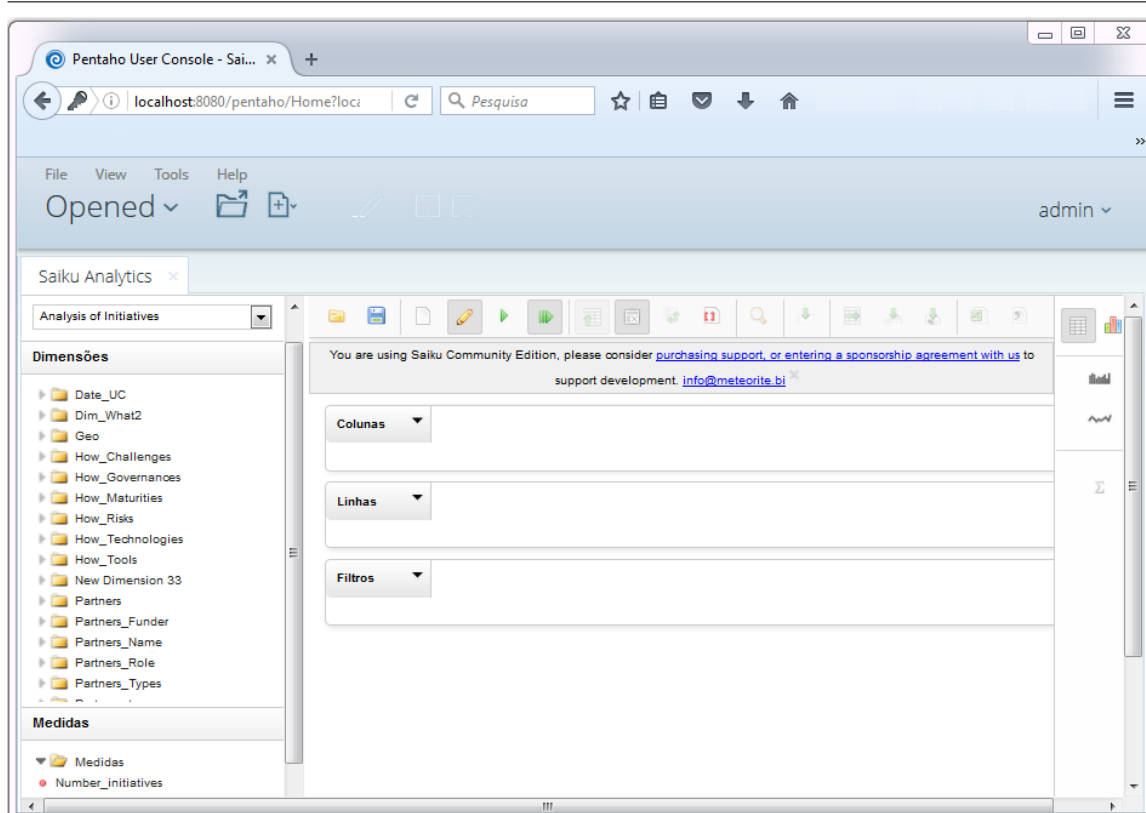 Pentaho User Console - Sai...
localhost:8080/pentaho/Home?loca
Pesquisa
File View Tools Help
Opened
admin
Saiku Analytics
Analysis of Initiatives
Dimensões
Date_UC
Dim_What2
Geo
How_Challenges
How_Governances
How_Maturities
How_Risks
How_Technologies
How_Tools
New Dimension 33
Partners
Partners_Funder
Partners_Name
Partners_Role
Partners_Types
Medidas
Medidas
Number_initiatives
You are using Saiku Community Edition, please consider purchasing support, or entering a sponsorship agreement with us to
support development. info@meteorite.bi
Colunas
Linhas
Filtros